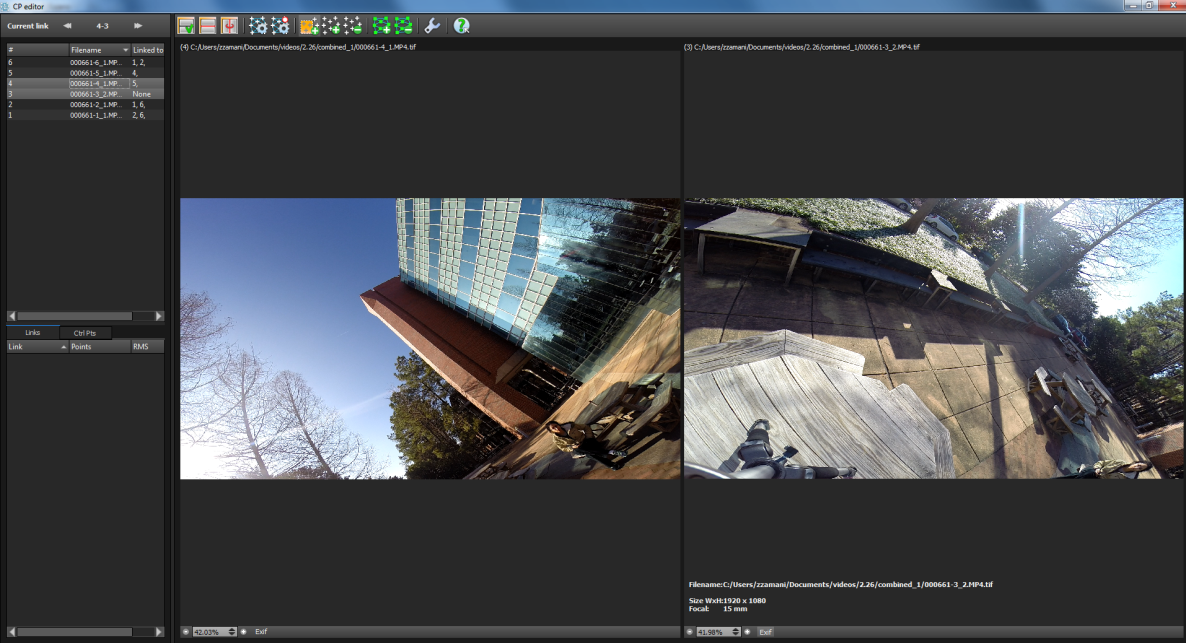 CP editor
Current link 4-3
(4) C:/Users/zzamani/Documents/videos/2.26/combined_1/000661-4_1.MP4.tif
(3) C:/Users/zzamani/Documents/videos/2.26/combined_1/000661-3_2.MP4.tif
# Filename Linked to
6 000661-6_1.MP... 1, 2,
5 000661-5_1.MP... 4,
4 000661-4_1.MP... 5,
3 000661-3_2.MP... None
2 000661-2_1.MP... 1, 6,
1 000661-1_1.MP... 2, 6,
Links Ctrl Pts
Link Points RMS
Filename:C:/Users/zzamani/Documents/videos/2.26/combined_1/000661-3_2.MP4.tif
Size WxH:1920 x 1080
Focal: 15 mm
42.03% Exif
41.98% Exif